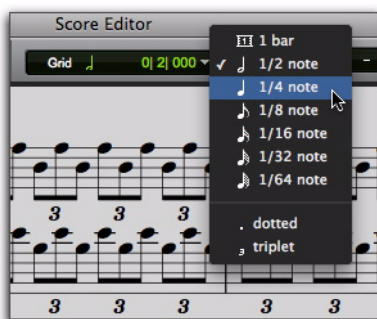 Score Editor
Grid 0| 2| 000
1 bar
1/2 note
1/4 note
1/8 note
1/16 note
1/32 note
1/64 note
. dotted
3 triplet
3 3 3
3 3 3 3 3